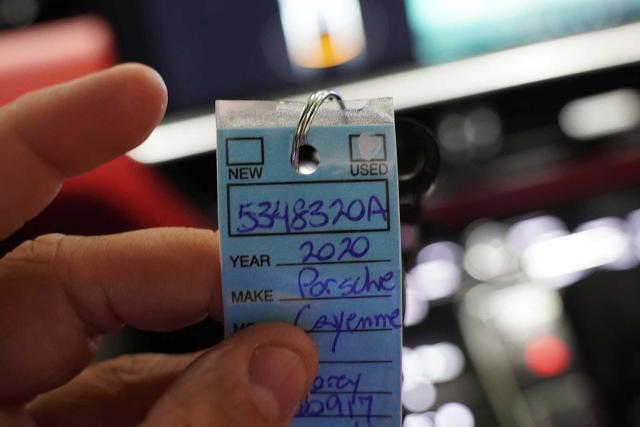 NEW USED
5348320A
YEAR 2020
MAKE Porsche
Cayenne